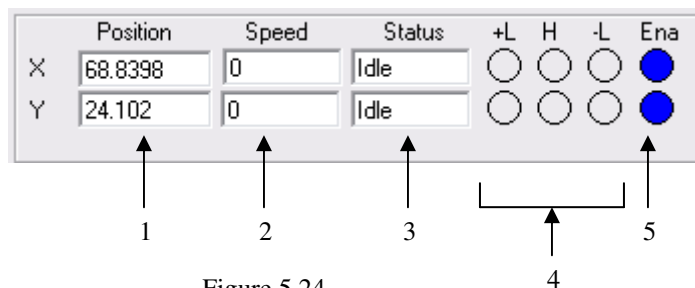 Position Speed Status +L H -L Ena
X 68.8398 0 Idle
Y 24.102 0 Idle
1 2 3 5
4
Figure 5.24